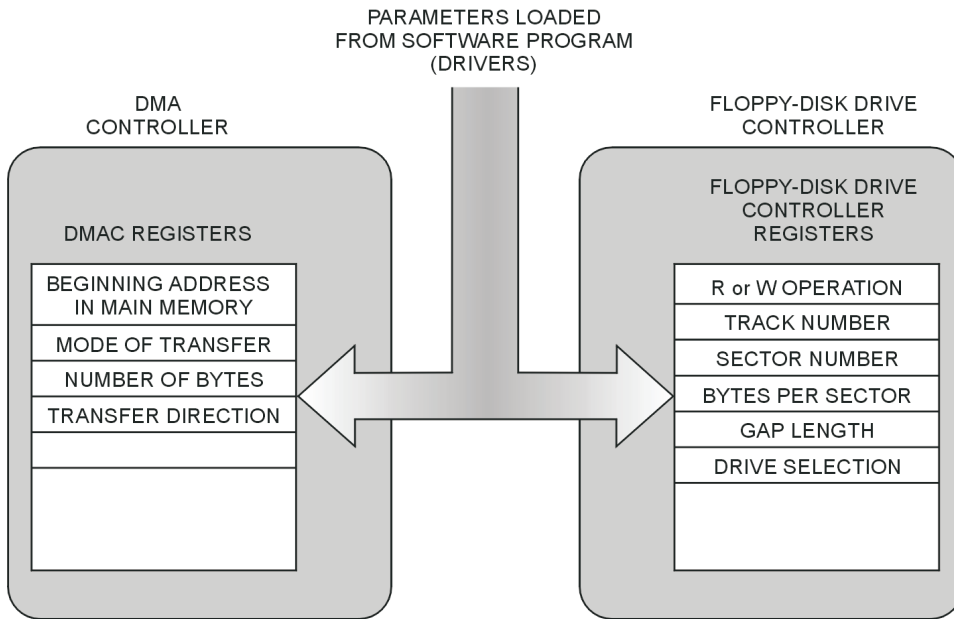 PARAMETERS LOADED
FROM SOFTWARE PROGRAM
(DRIVERS)
DMA
CONTROLLER
DMAC REGISTERS
BEGINNING ADDRESS
IN MAIN MEMORY
MODE OF TRANSFER
NUMBER OF BYTES
TRANSFER DIRECTION
FLOPPY-DISK DRIVE
CONTROLLER
FLOPPY-DISK DRIVE
CONTROLLER
REGISTERS
R or W OPERATION
TRACK NUMBER
SECTOR NUMBER
BYTES PER SECTOR
GAP LENGTH
DRIVE SELECTION